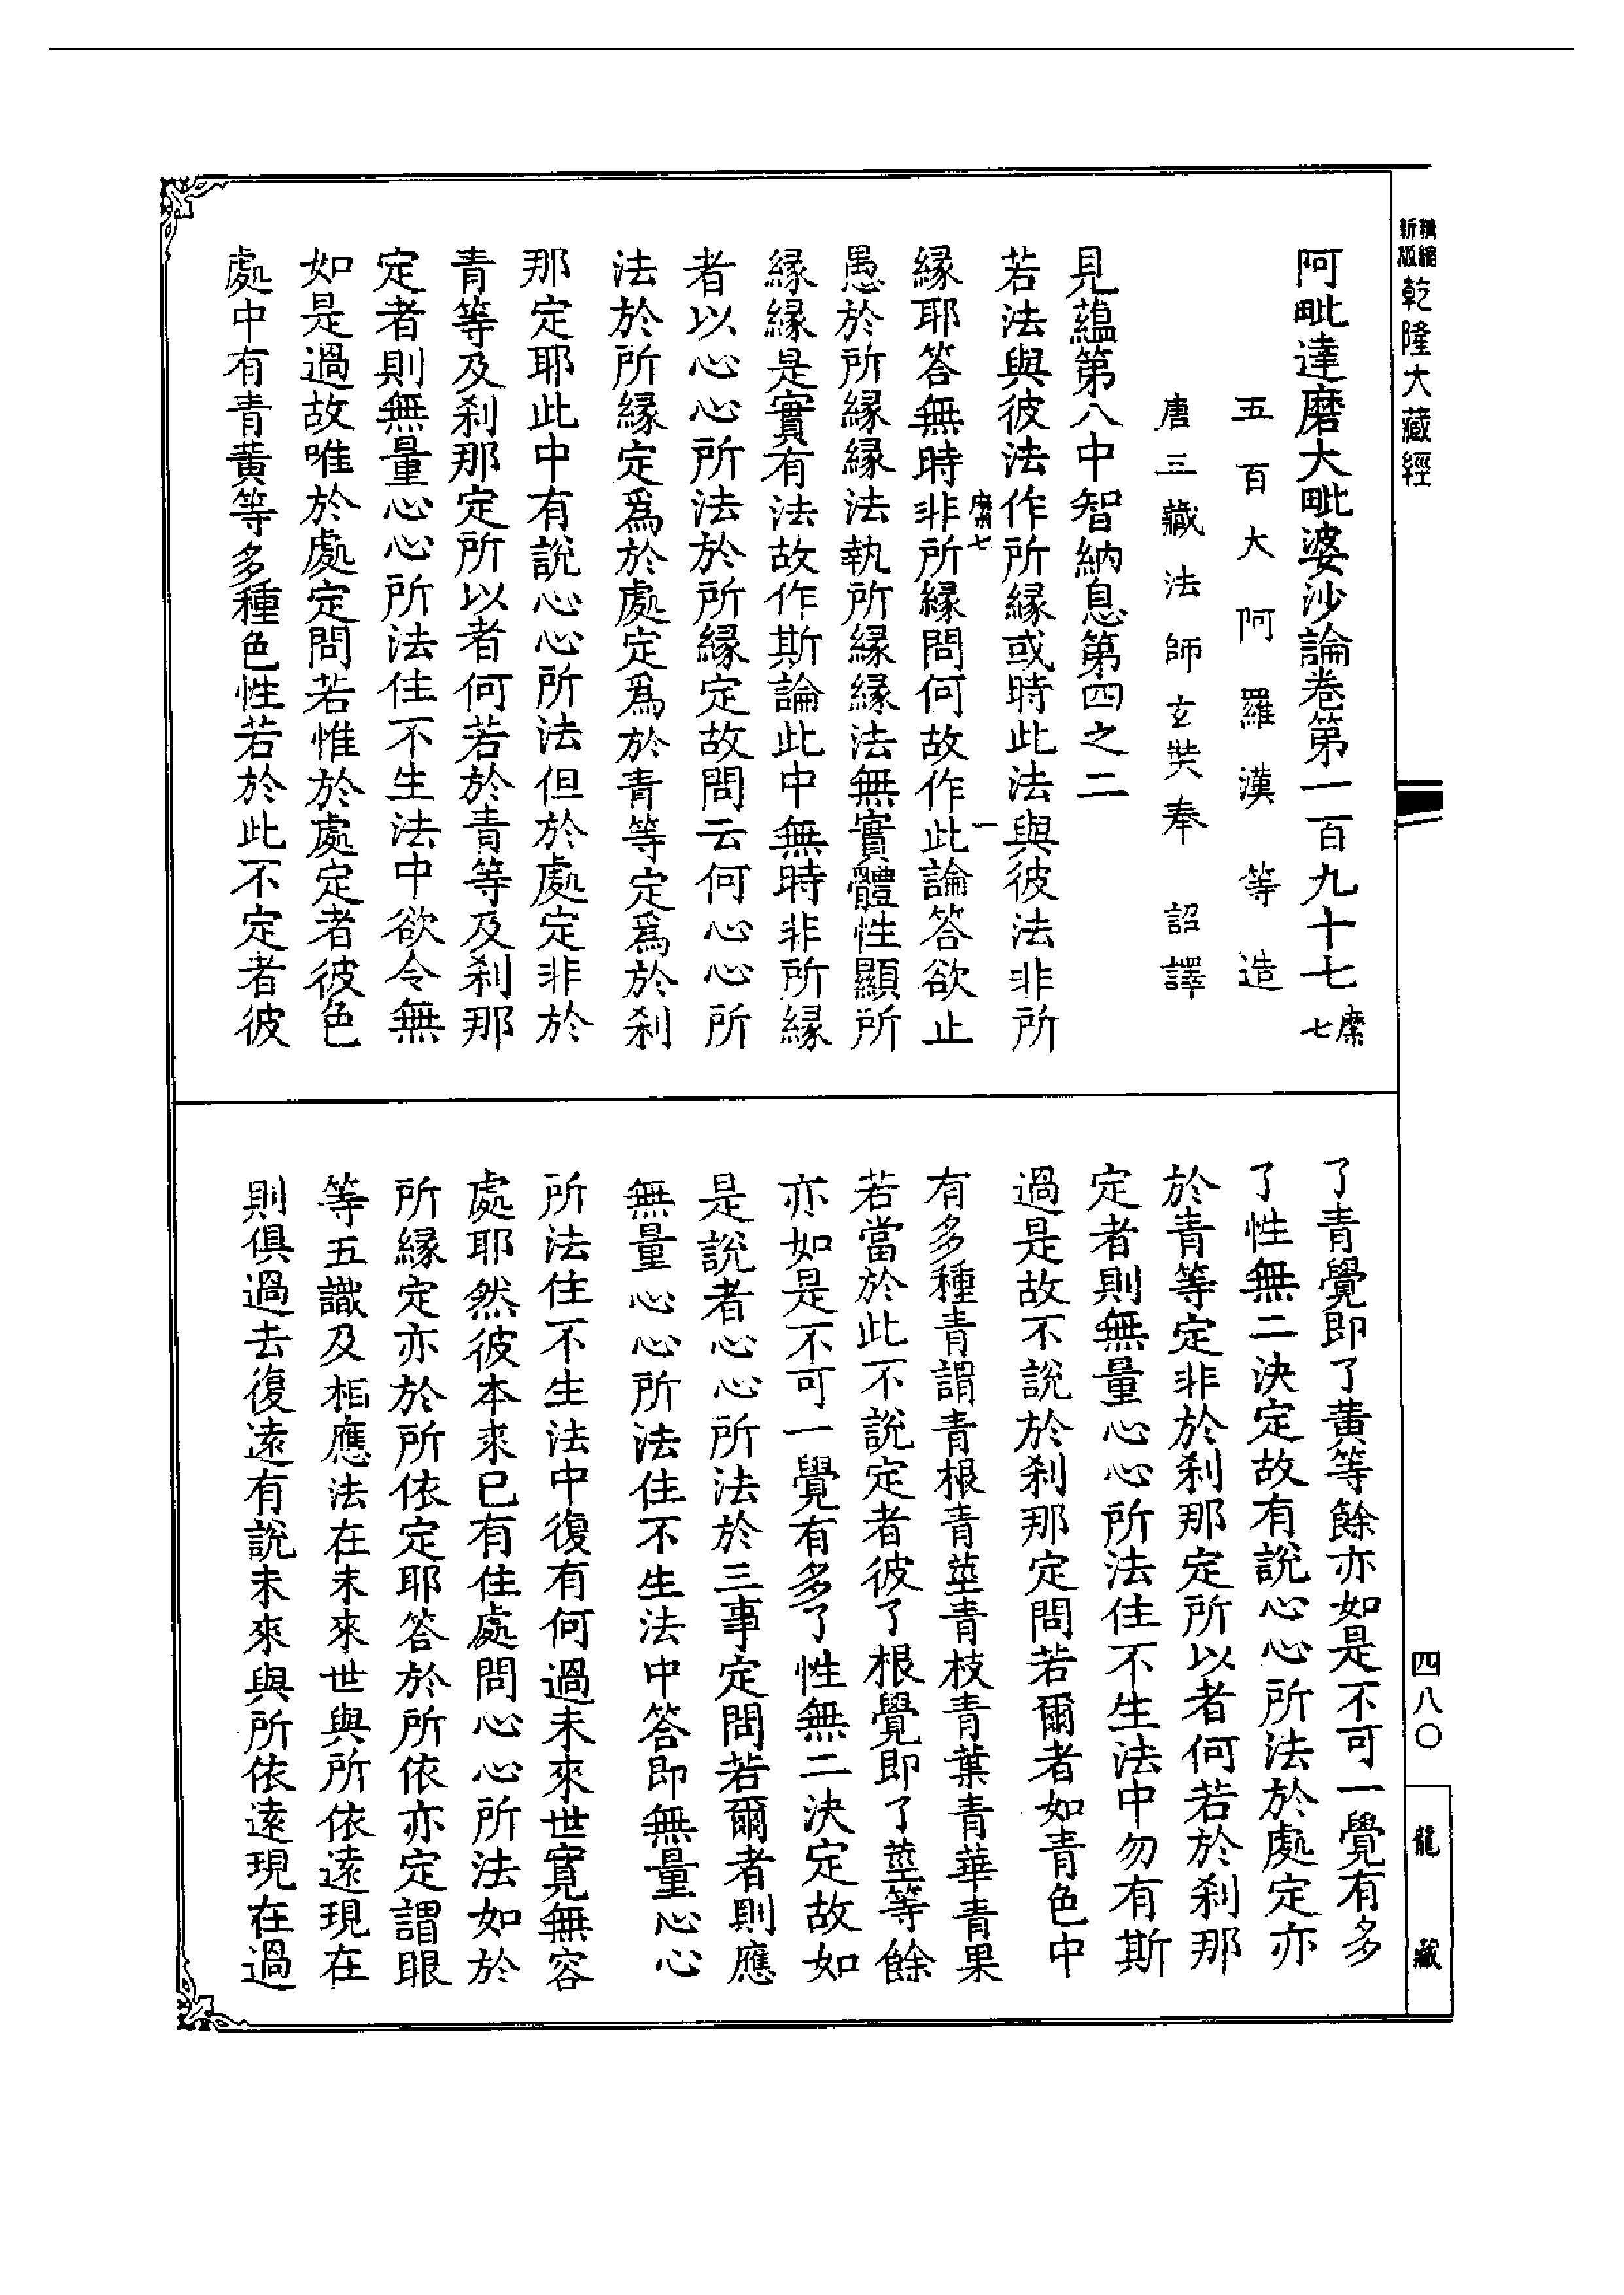 新版精縮乾隆大藏經
阿毗達磨大毗婆沙論卷第一百九十七 縻七
五百大阿羅漢等造
唐三藏法師玄奘奉 詔譯
見蘊第八中智納息第四之二
若法與彼法作所緣或時此法與彼法非所
縻七 一
緣耶答無時非所緣問何故作此論答欲止
愚於所緣緣法執所緣緣法無實體性顯所
緣緣是實有法故作斯論此中無時非所緣
者以心心所法於所緣定故問云何心心所
法於所緣定爲於處定爲於青等定爲於刹
那定耶此中有說心心所法但於處定非於
青等及刹那定所以者何若於青等及刹那
定者則無量心心所法住不生法中欲令無
如是過故唯於處定問若惟於處定者彼色
處中有青黃等多種色性若於此不定者彼
了青覺即了黃等餘亦如是不可一覺有多
了性無二決定故有說心心所法於處定亦
於青等定非於刹那定所以者何若於刹那
定者則無量心心所法住不生法中勿有斯
過是故不說於刹那定問若爾者如青色中
有多種青謂青根青莖青枝青葉青華青果
若當於此不說定者彼了根覺即了莖等餘
亦如是不可一覺有多了性無二決定故如
是說者心心所法於三事定問若爾者則應
無量心心所法住不生法中答即無量心心
所法住不生法中復有何過未來世寬無容
處耶然彼本來已有住處問心心所法如於
所緣定亦於所依定耶答於所依亦定謂眼
等五識及相應法在未來世與所依遠現在
則俱過去復遠有說未來與所依遠現在過
四八〇
龍藏